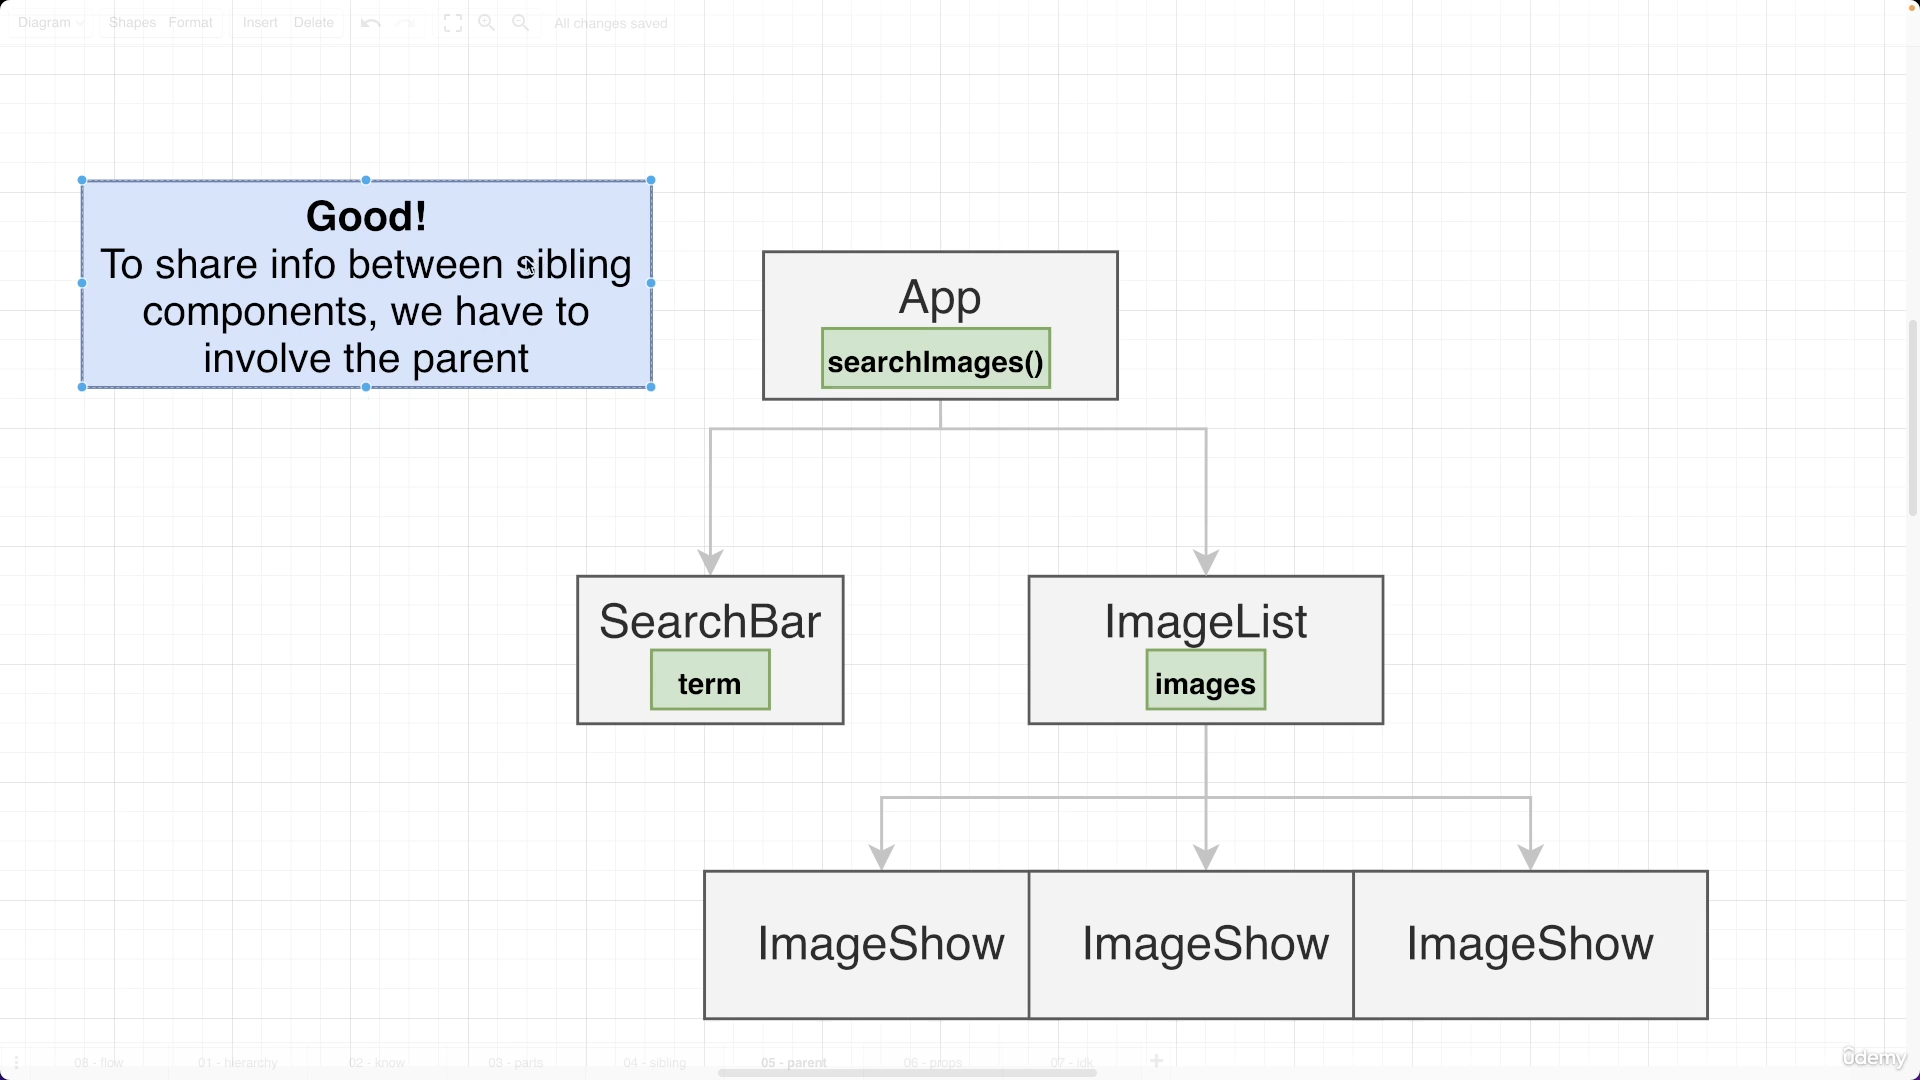 Diagram
Shapes
Format
Insert
Delete
All changes saved
Good!
To share info between sibling
components, we have to
involve the parent
App
searchImages()
SearchBar
term
ImageList
images
ImageShow
ImageShow
ImageShow
08 - flow
01 - hierarchy
02 - know
03 - parts
04 - sibling
05 - parent
06 - props
07 - idk
ûdemy